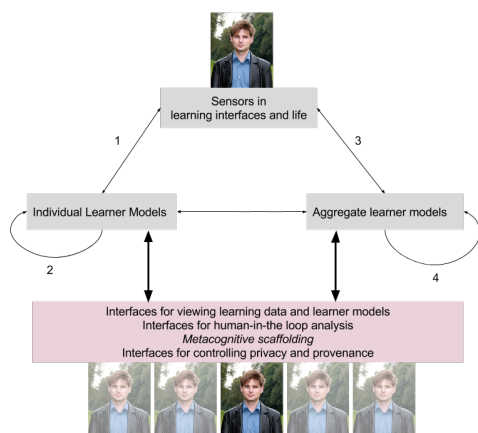 Sensors in
learning interfaces and life
1
3
Individual Learner Models
Aggregate learner models
2
4
Interfaces for viewing learning data and learner models
Interfaces for human-in-the loop analysis
Metacognitive scaffolding
Interfaces for controlling privacy and provenance